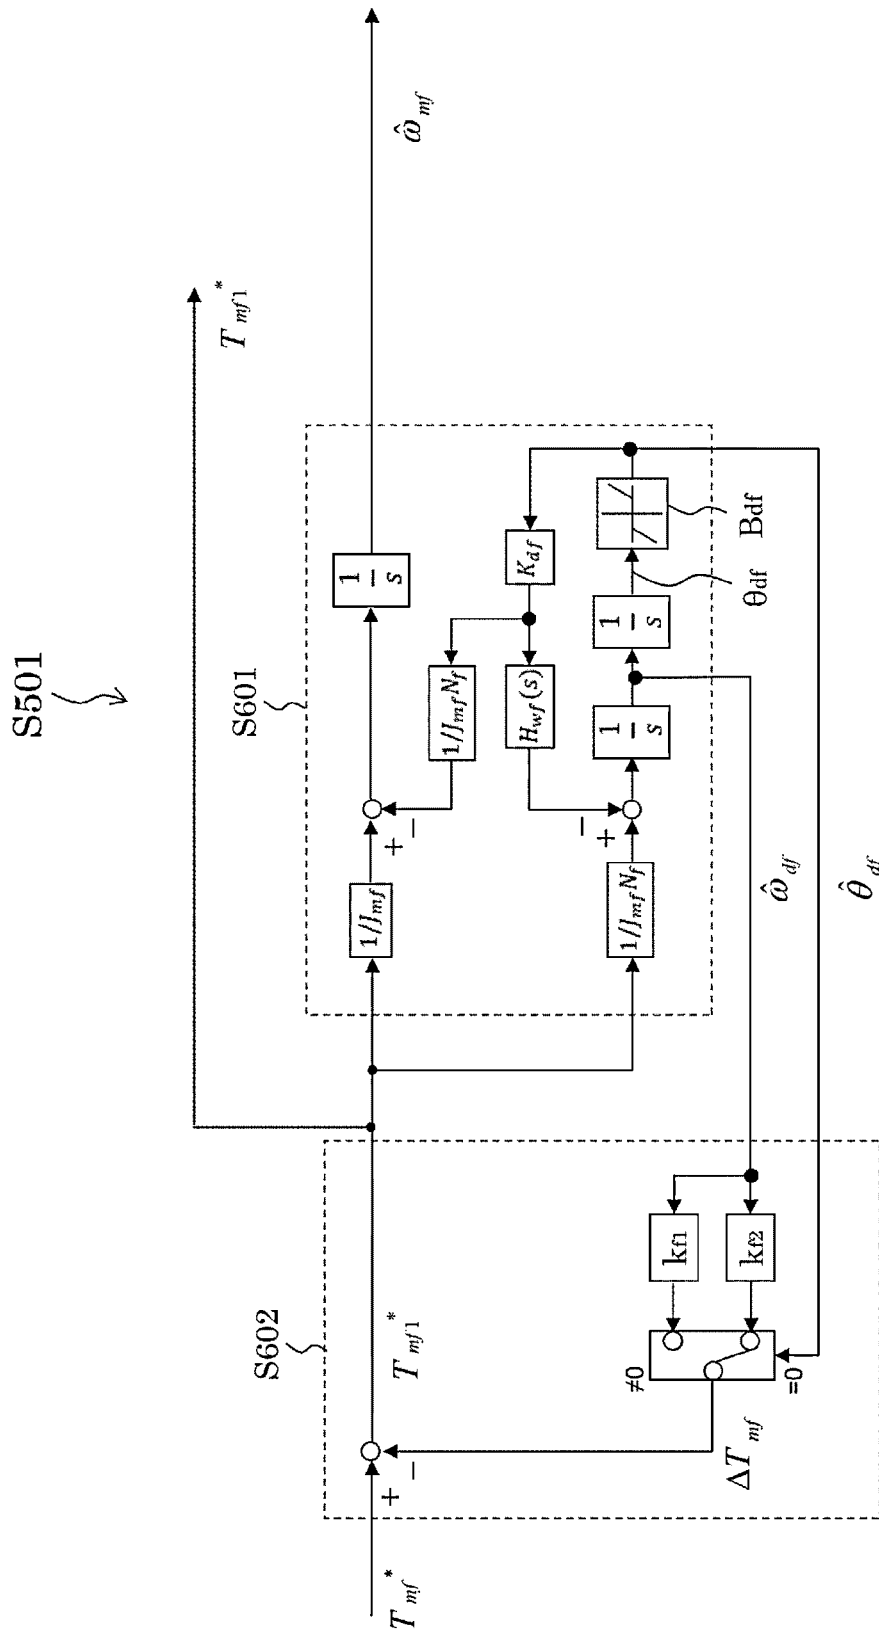 S501
T*mf1
ω̂mf
S601
1/s
1/Jmf
+
−
1/JmfNf
Kdf
Hwf(s)
−
+
1/JmfNf
1/s
1/s
θdf
Bdf
ω̂df
θ̂df
S602
T*mf
+
−
T*mf1
ΔTmf
≠0
=0
kf1
kf2